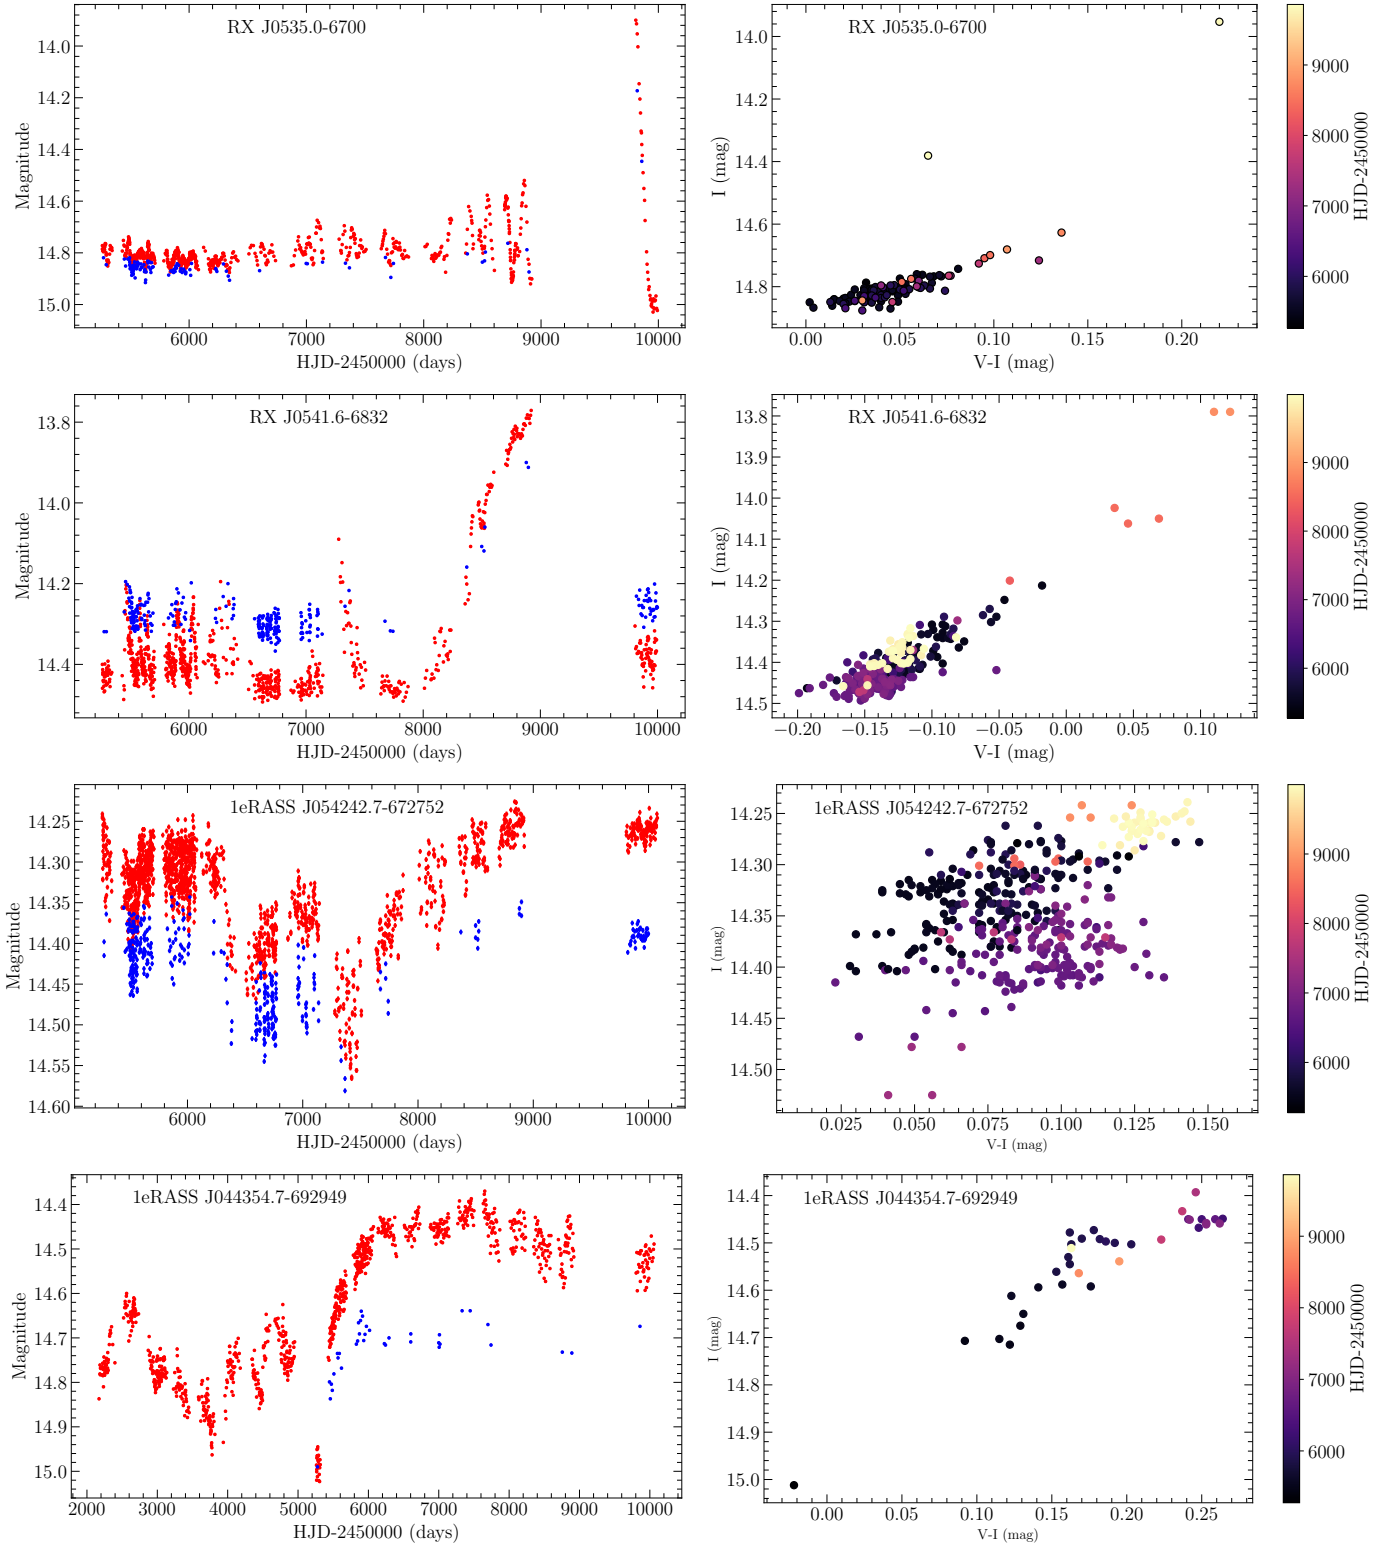 RX J0535.0-6700
14.0
14.2
14.4
14.6
14.8
15.0
Magnitude
6000 7000 8000 9000 10000
HJD-2450000 (days)
RX J0535.0-6700
14.0
14.2
14.4
14.6
14.8
I (mag)
0.00 0.05 0.10 0.15 0.20
V-I (mag)
9000
8000
7000
6000
HJD-2450000
RX J0541.6-6832
13.8
14.0
14.2
14.4
Magnitude
6000 7000 8000 9000 10000
HJD-2450000 (days)
RX J0541.6-6832
13.8
13.9
14.0
14.1
14.2
14.3
14.4
14.5
I (mag)
−0.20 −0.15 −0.10 −0.05 0.00 0.05 0.10
V-I (mag)
9000
8000
7000
6000
HJD-2450000
1eRASS J054242.7-672752
14.25
14.30
14.35
14.40
14.45
14.50
14.55
14.60
Magnitude
6000 7000 8000 9000 10000
HJD-2450000 (days)
1eRASS J054242.7-672752
14.25
14.30
14.35
14.40
14.45
14.50
I (mag)
0.025 0.050 0.075 0.100 0.125 0.150
V-I (mag)
9000
8000
7000
6000
HJD-2450000
1eRASS J044354.7-692949
14.4
14.5
14.6
14.7
14.8
14.9
15.0
Magnitude
2000 3000 4000 5000 6000 7000 8000 9000 10000
HJD-2450000 (days)
1eRASS J044354.7-692949
14.4
14.5
14.6
14.7
14.8
14.9
15.0
I (mag)
0.00 0.05 0.10 0.15 0.20 0.25
V-I (mag)
9000
8000
7000
6000
HJD-2450000